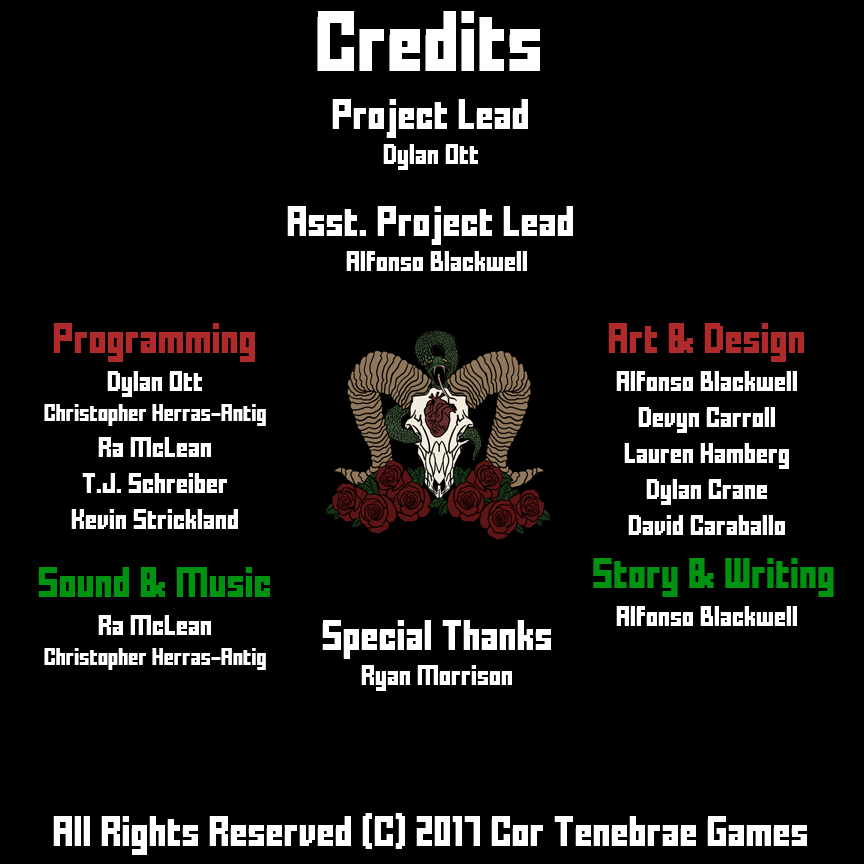 Credits
Project Lead
Dylan Ott
Asst. Project Lead
Alfonso Blackwell
Programming
Dylan Ott
Christopher Herras-Antig
Ra McLean
T.J. Schreiber
Kevin Strickland
Sound & Music
Ra McLean
Christopher Herras-Antig
Art & Design
Alfonso Blackwell
Devyn Carroll
Lauren Hamberg
Dylan Crane
David Caraballo
Story & Writing
Alfonso Blackwell
Special Thanks
Ryan Morrison
All Rights Reserved (C) 2017 Cor Tenebrae Games